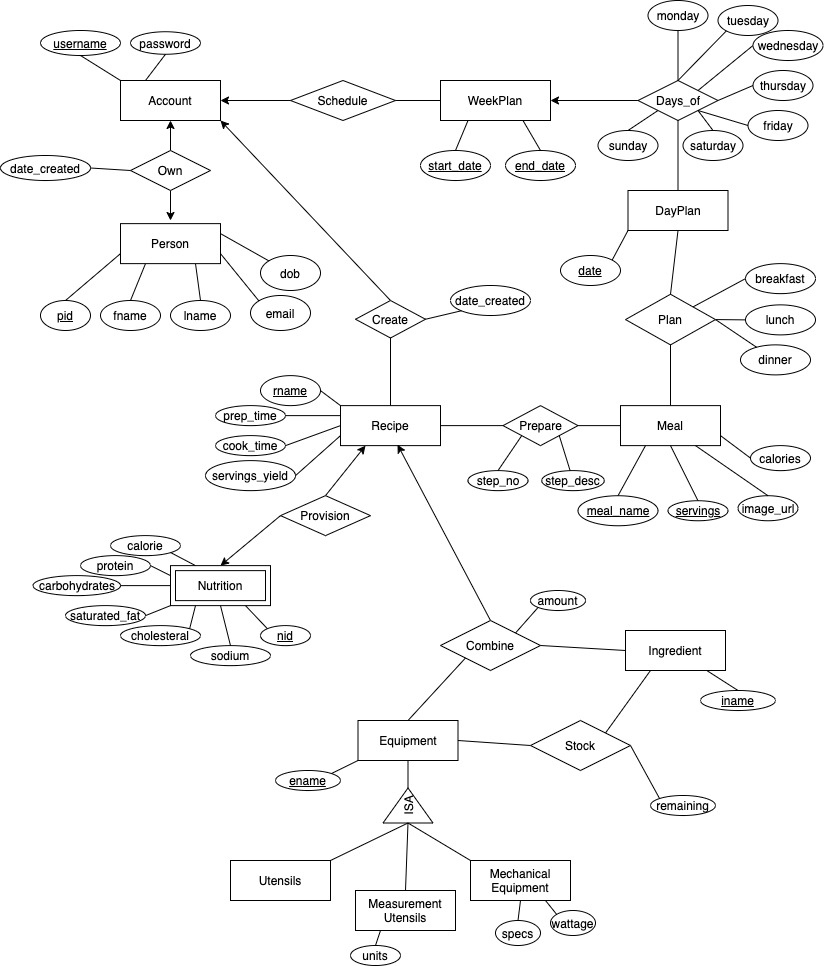 monday
tuesday
wednesday
username
password
thursday
Account
Schedule
WeekPlan
Days_of
friday
sunday
saturday
date_created
Own
start_date
end_date
DayPlan
Person
dob
date
breakfast
pid
fname
lname
email
date_created
Create
Plan
lunch
dinner
rname
prep_time
Recipe
Prepare
Meal
cook_time
calories
servings_yield
step_no
step_desc
meal_name
servings
image_url
Provision
calorie
protein
carbohydrates
Nutrition
amount
saturated_fat
cholesteral
nid
sodium
Combine
Ingredient
iname
Equipment
Stock
ename
ISA
remaining
Utensils
Mechanical
Equipment
Measurement
Utensils
specs
wattage
units